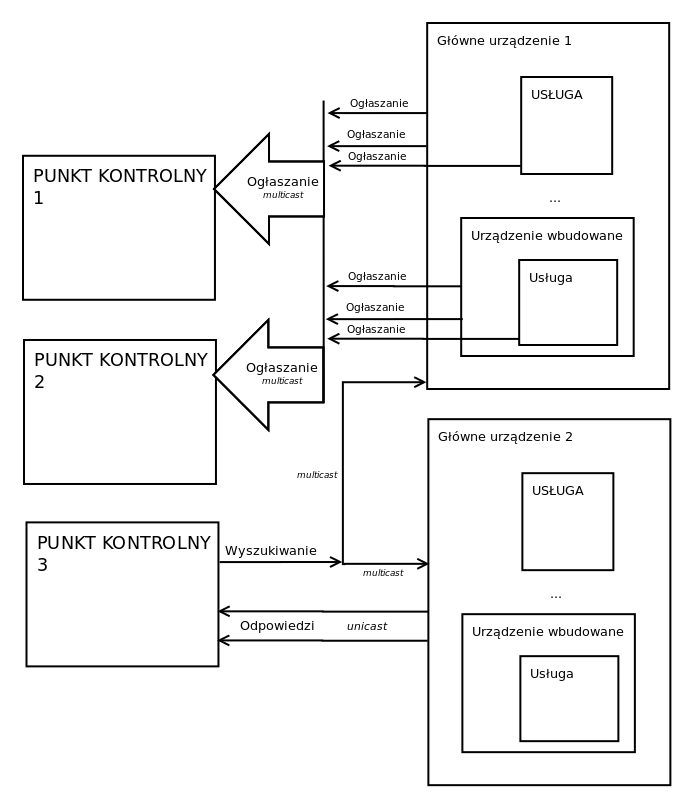 Główne urządzenie 1
USŁUGA
...
Urządzenie wbudowane
Usługa
Ogłaszanie
Ogłaszanie
Ogłaszanie
Ogłaszanie
Ogłaszanie
Ogłaszanie
Ogłaszanie
multicast
PUNKT KONTROLNY
1
Ogłaszanie
multicast
PUNKT KONTROLNY
2
multicast
Główne urządzenie 2
USŁUGA
...
Urządzenie wbudowane
Usługa
PUNKT KONTROLNY
3
Wyszukiwanie
multicast
Odpowiedzi
unicast